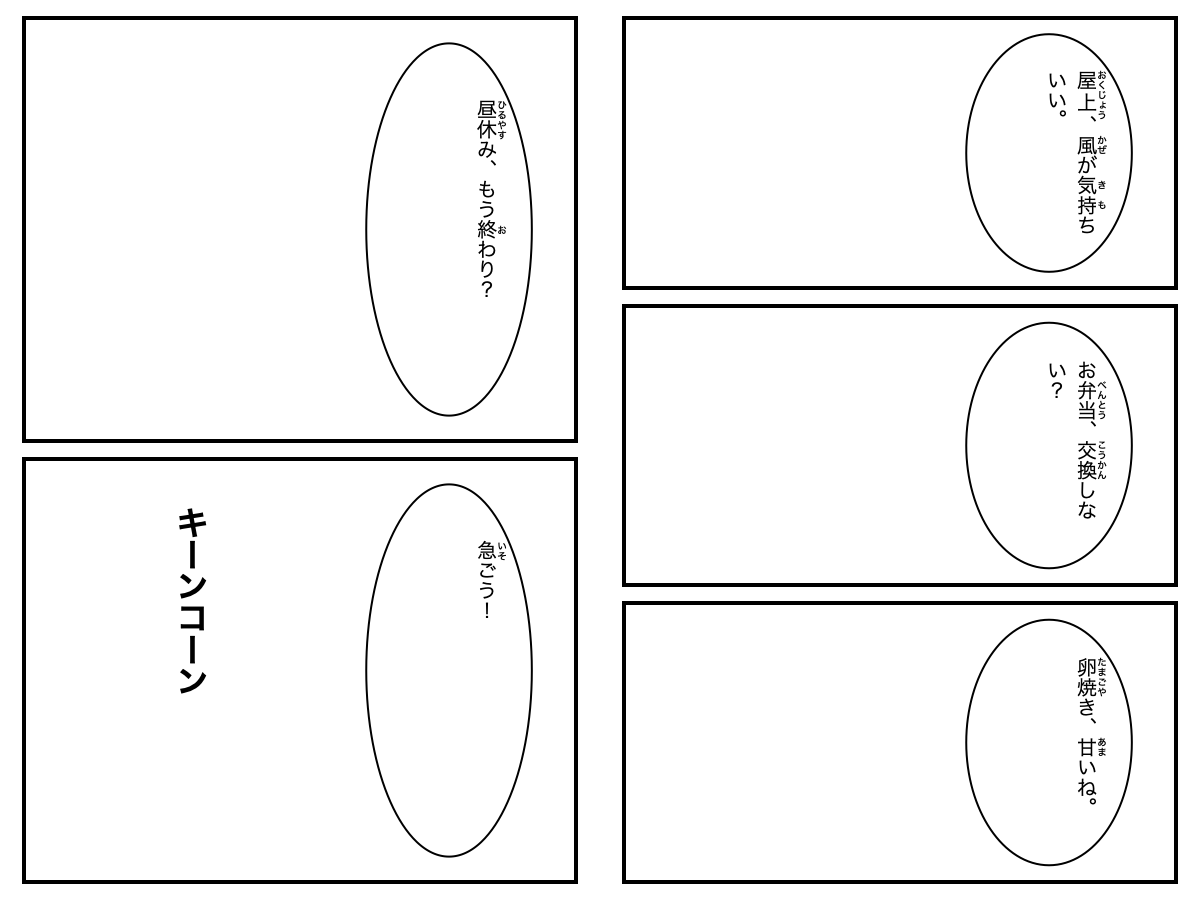 屋上、風が気持ち
いい。
お弁当、交換しな
い？
卵焼き、甘いね。
昼休み、もう終わり？
急ごう！
キーンコーン